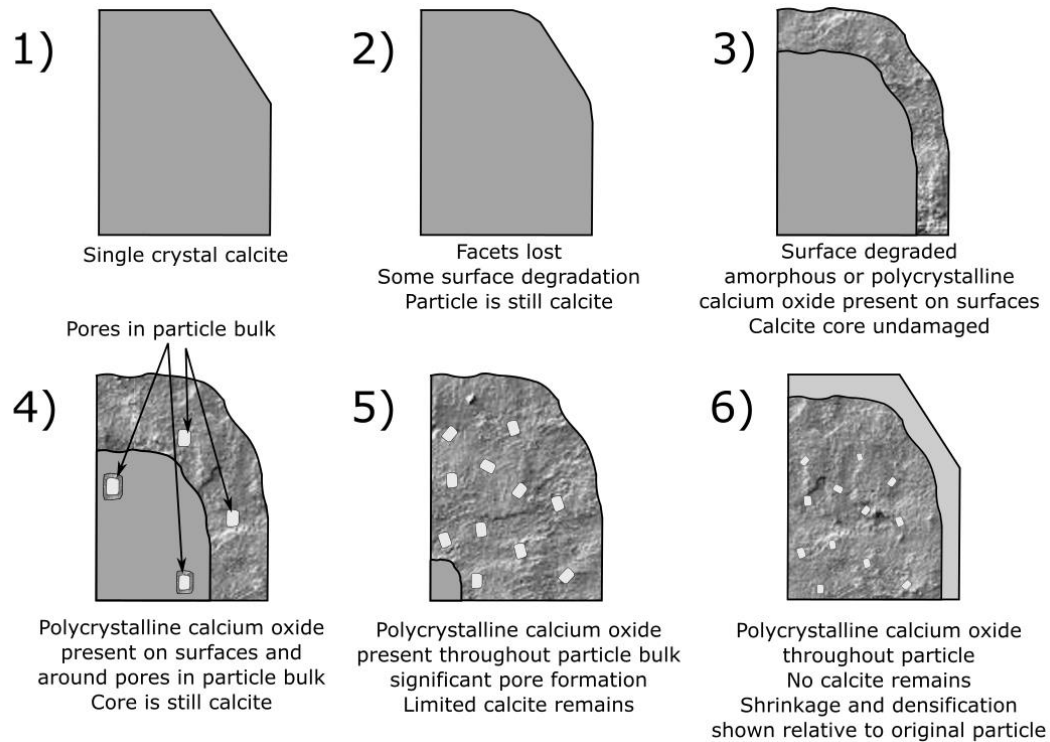 1)
Single crystal calcite
2)
Facets lost
Some surface degradation
Particle is still calcite
3)
Surface degraded
amorphous or polycrystalline
calcium oxide present on surfaces
Calcite core undamaged
Pores in particle bulk
4)
Polycrystalline calcium oxide
present on surfaces and
around pores in particle bulk
Core is still calcite
5)
Polycrystalline calcium oxide
present throughout particle bulk
significant pore formation
Limited calcite remains
6)
Polycrystalline calcium oxide
throughout particle
No calcite remains
Shrinkage and densification
shown relative to original particle